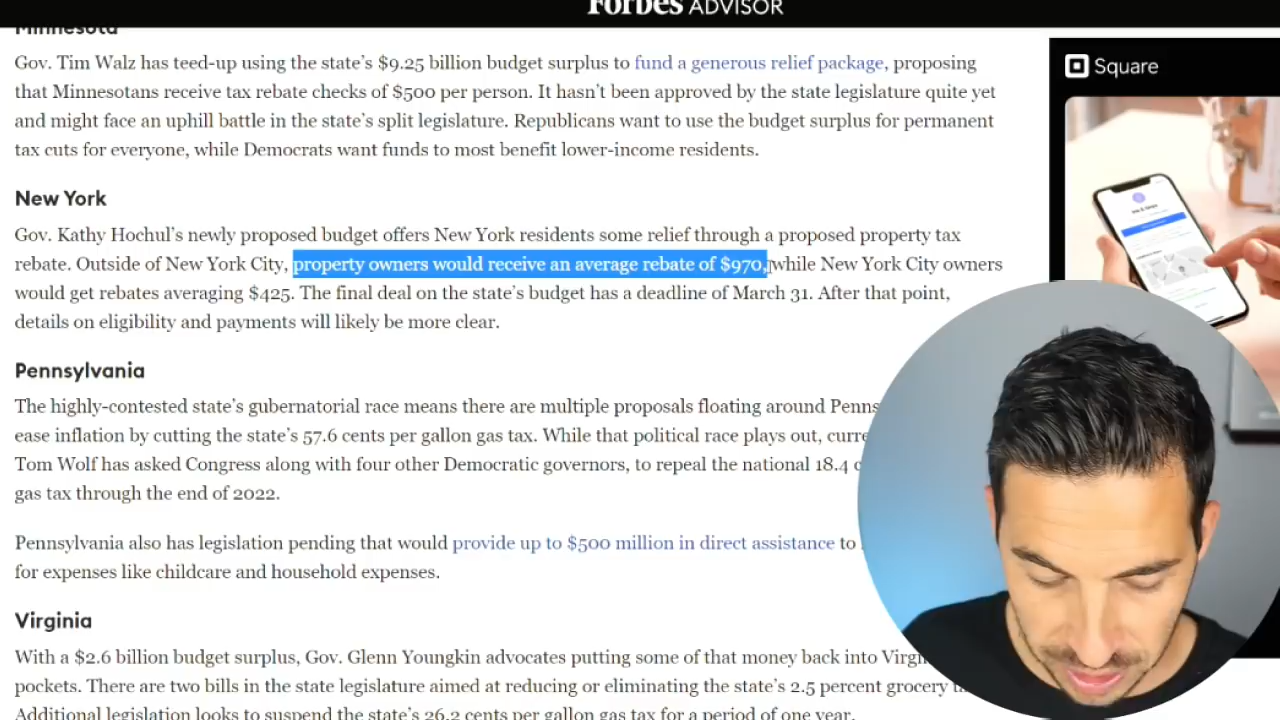 Forbes ADVISOR
Minnesota
Gov. Tim Walz has teed-up using the state's $9.25 billion budget surplus to fund a generous relief package, proposing
that Minnesotans receive tax rebate checks of $500 per person. It hasn't been approved by the state legislature quite yet
and might face an uphill battle in the state's split legislature. Republicans want to use the budget surplus for permanent
tax cuts for everyone, while Democrats want funds to most benefit lower-income residents.
New York
Gov. Kathy Hochul's newly proposed budget offers New York residents some relief through a proposed property tax
rebate. Outside of New York City, property owners would receive an average rebate of $970, while New York City owners
would get rebates averaging $425. The final deal on the state's budget has a deadline of March 31. After that point,
details on eligibility and payments will likely be more clear.
Pennsylvania
The highly-contested state's gubernatorial race means there are multiple proposals floating around Penns
ease inflation by cutting the state's 57.6 cents per gallon gas tax. While that political race plays out, curre
Tom Wolf has asked Congress along with four other Democratic governors, to repeal the national 18.4 c
gas tax through the end of 2022.
Pennsylvania also has legislation pending that would provide up to $500 million in direct assistance to
for expenses like childcare and household expenses.
Virginia
With a $2.6 billion budget surplus, Gov. Glenn Youngkin advocates putting some of that money back into Virgi
pockets. There are two bills in the state legislature aimed at reducing or eliminating the state's 2.5 percent grocery
Additional legislation looks to suspend the state's 26.2 cents per gallon gas tax for a period of one year.
Square